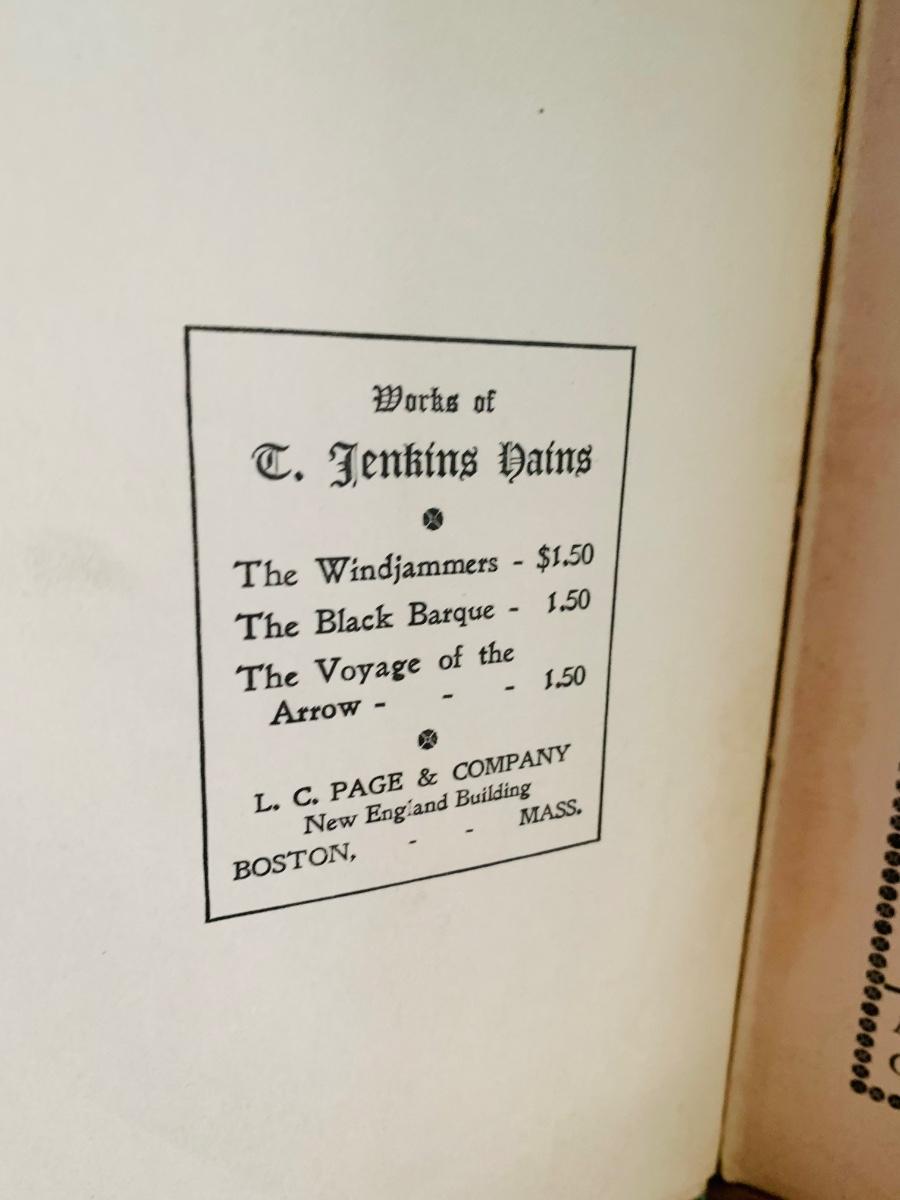 Works of
T. Jenkins Hains
The Windjammers - $1.50
The Black Barque - 1.50
The Voyage of the
Arrow - - - 1.50
L. C. PAGE & COMPANY
New England Building
BOSTON, - - MASS.